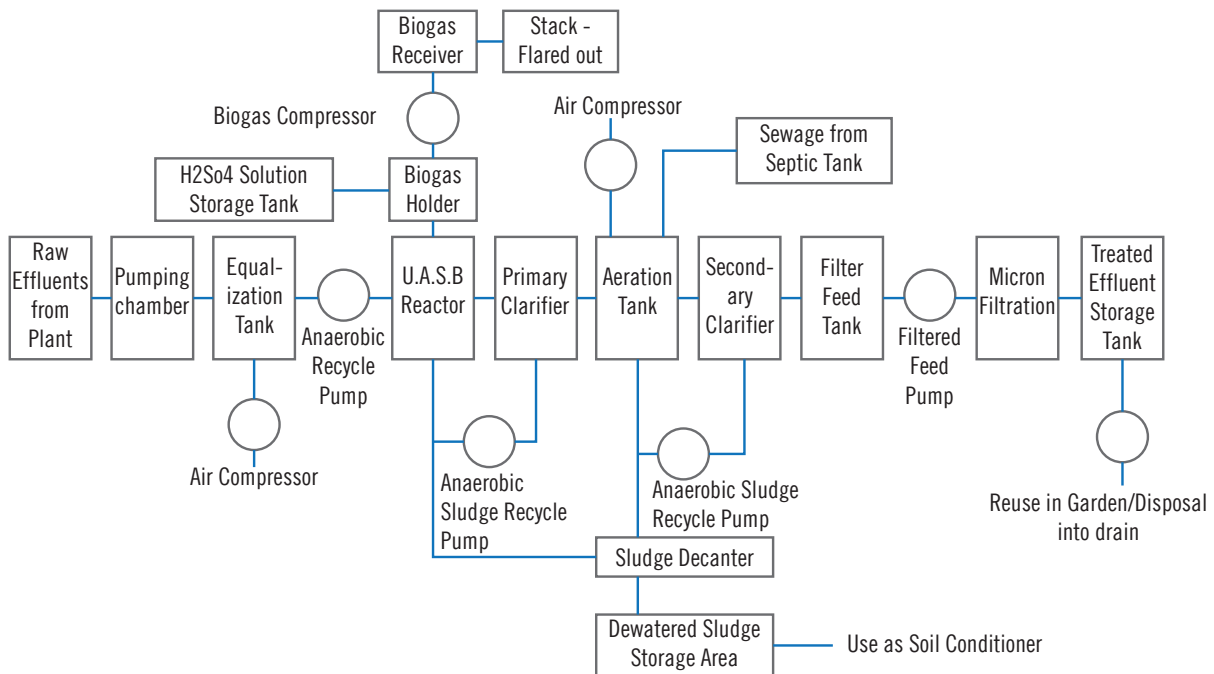 Biogas
Receiver
Stack -
Flared out
Biogas Compressor
Air Compressor
Sewage from
Septic Tank
H2So4 Solution
Storage Tank
Biogas
Holder
Raw
Effluents
from
Plant
Pumping
chamber
Equal-
ization
Tank
Anaerobic
Recycle
Pump
U.A.S.B
Reactor
Primary
Clarifier
Aeration
Tank
Second-
ary
Clarifier
Filter
Feed
Tank
Filtered
Feed
Pump
Micron
Filtration
Treated
Effluent
Storage
Tank
Air Compressor
Anaerobic
Sludge Recycle
Pump
Anaerobic Sludge
Recycle Pump
Reuse in Garden/Disposal
into drain
Sludge Decanter
Dewatered Sludge
Storage Area
Use as Soil Conditioner